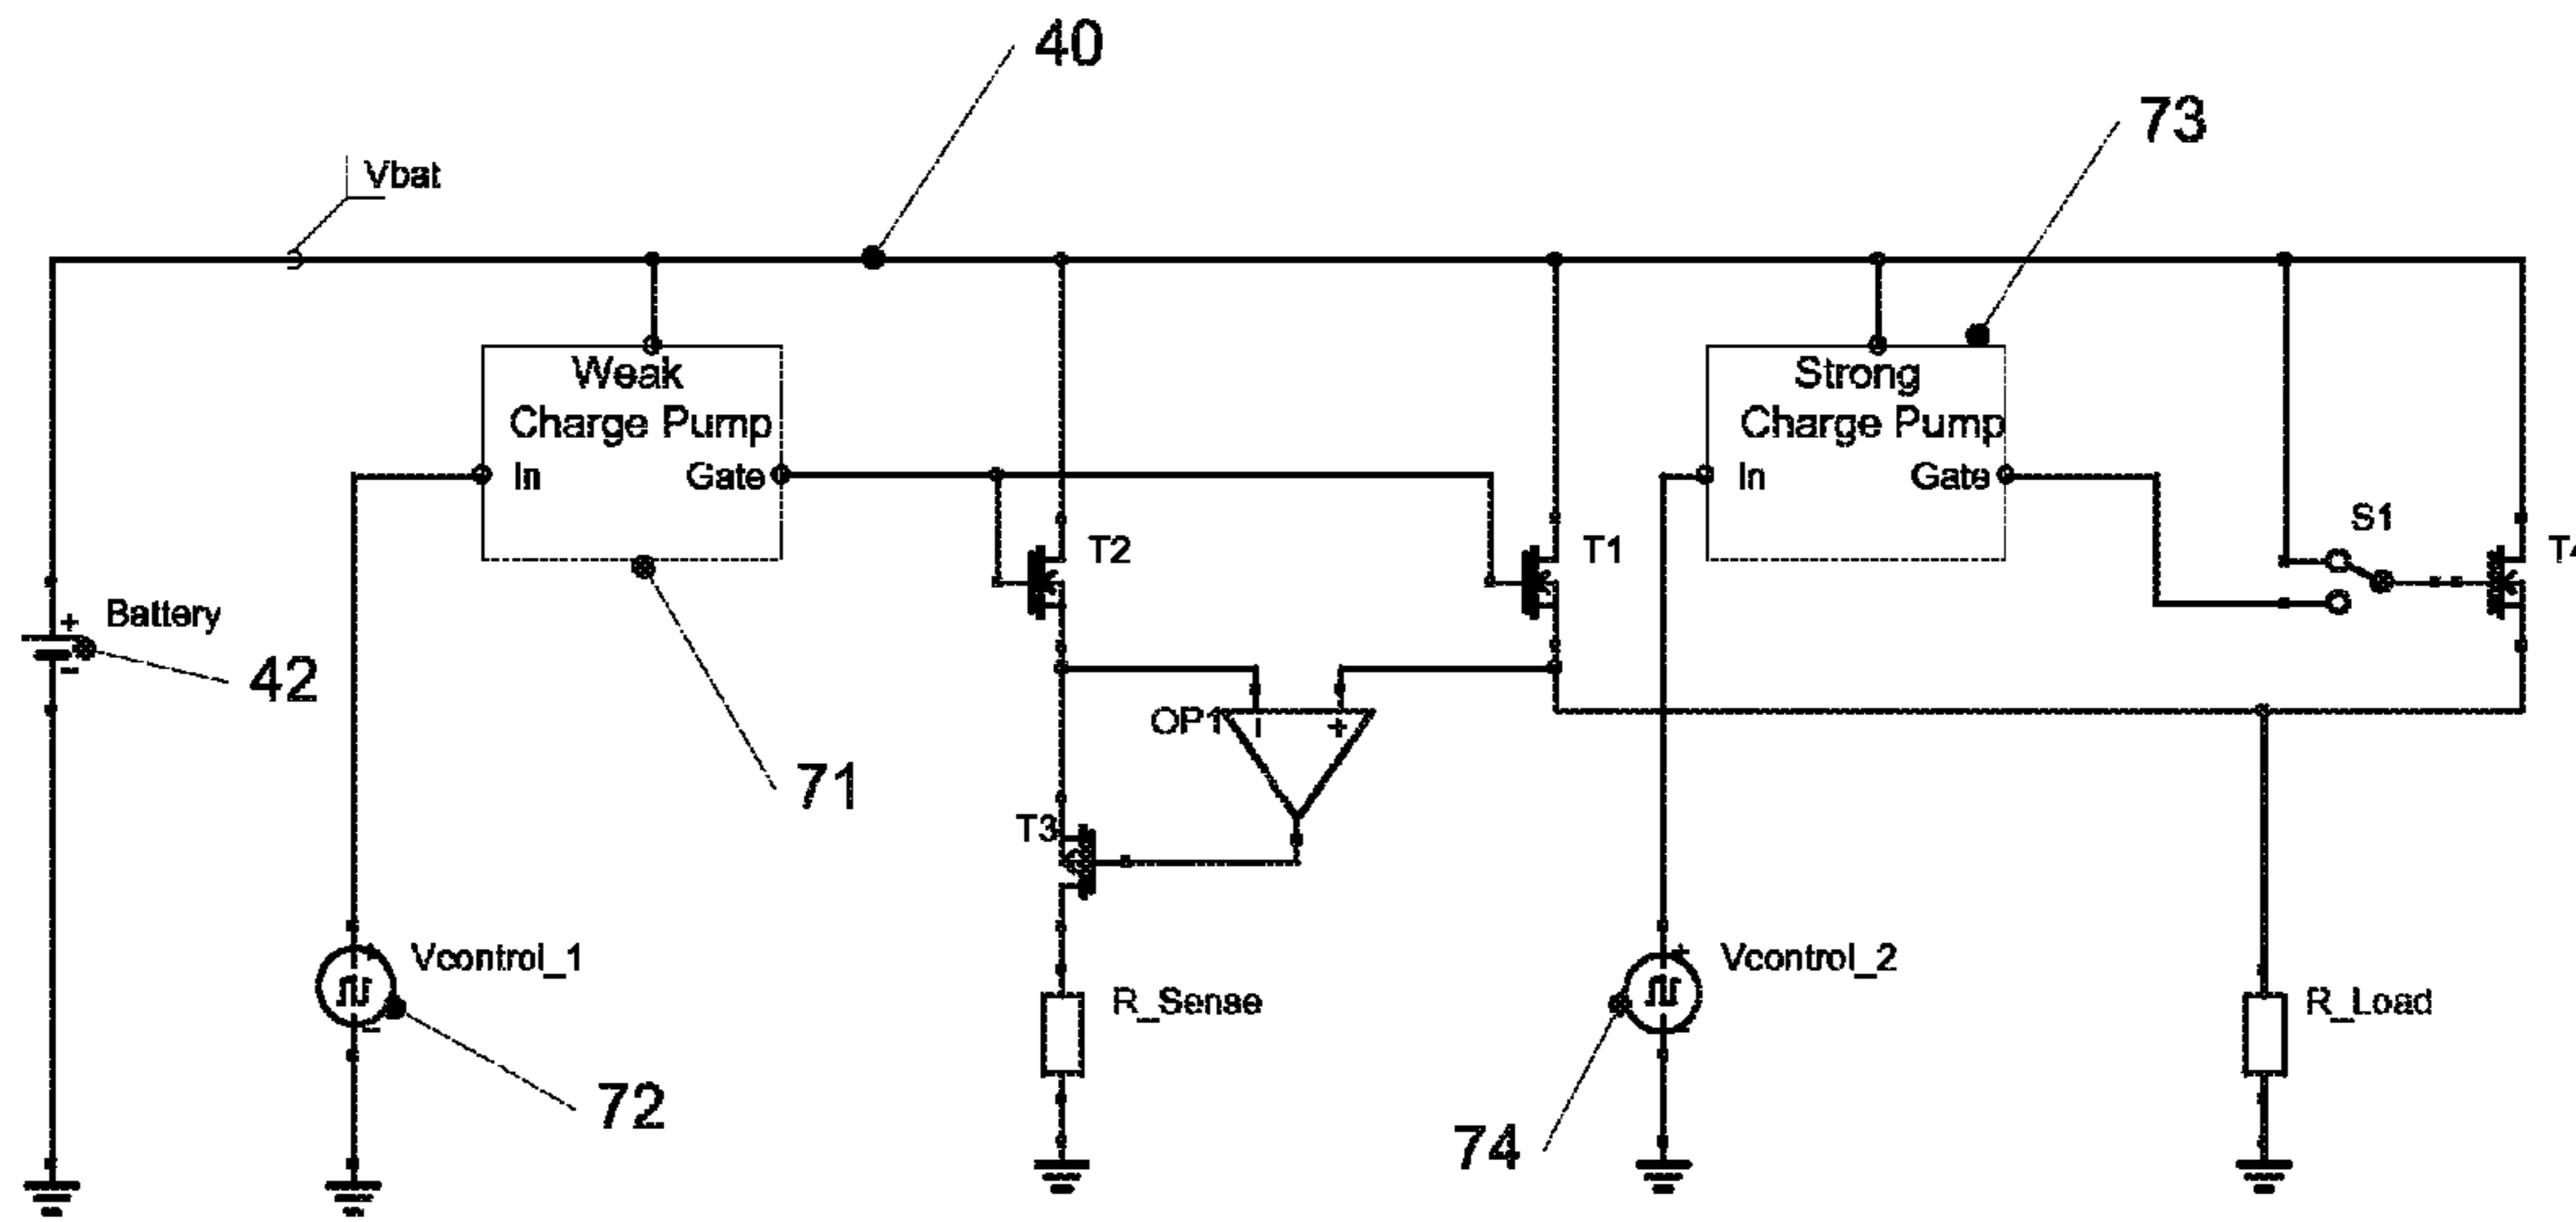 40
73
Vbat
Weak
Charge Pump
In
Gate
Strong
Charge Pump
In
Gate
S1
T2
T1
T4
Battery
+
-
42
OP1
-
+
71
T3
Vcontrol_1
+
-
Vcontrol_2
+
-
R_Sense
R_Load
72
74